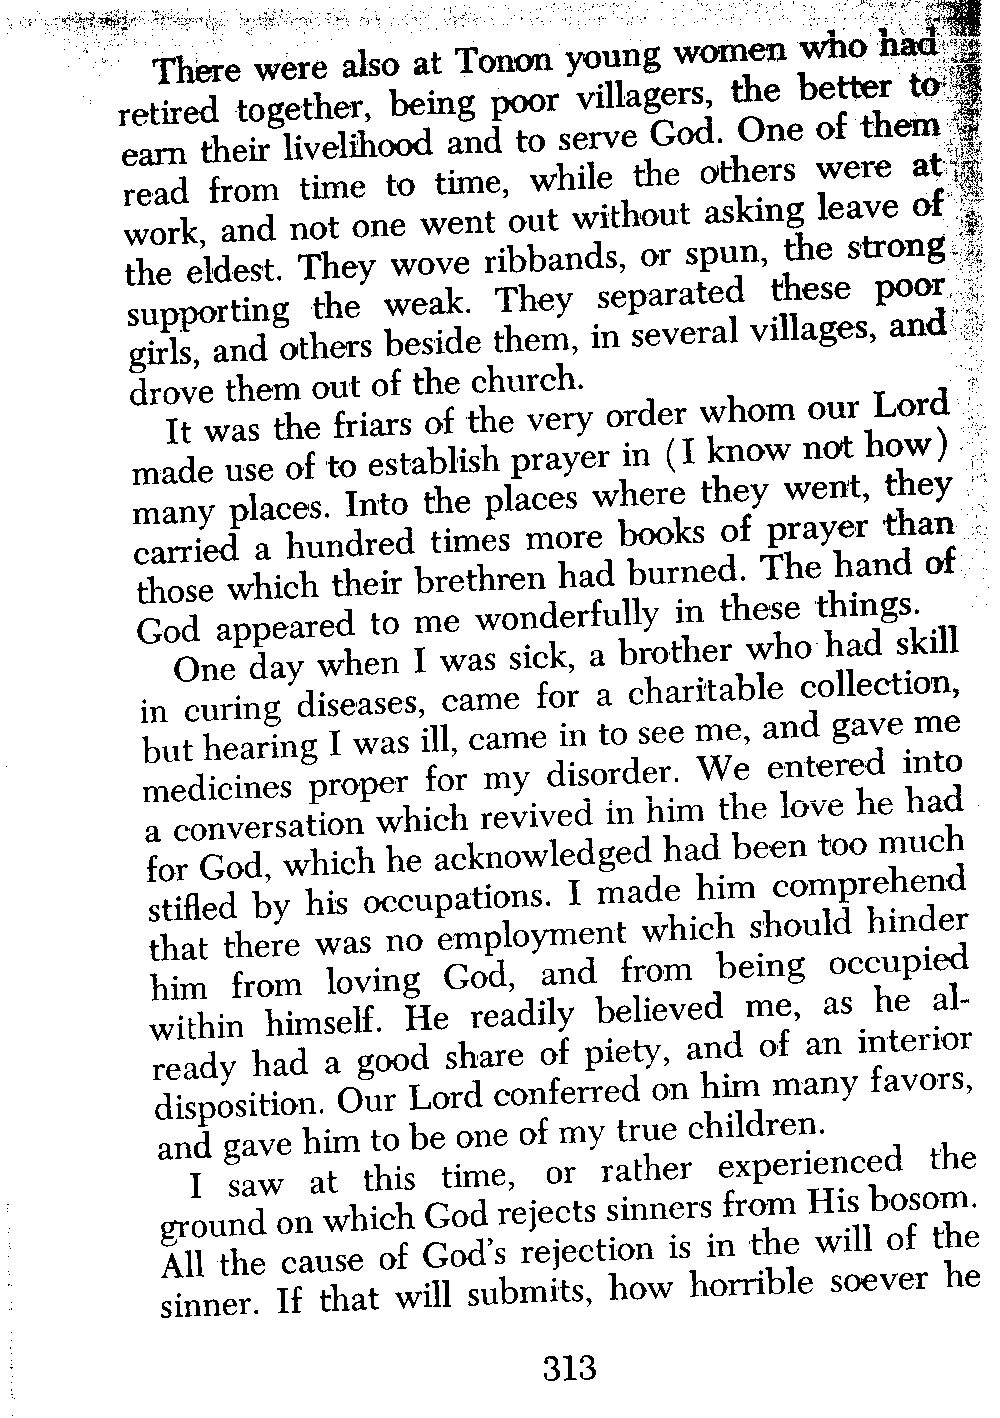 There were also at Tonon young women who had
retired together, being poor villagers, the better to
earn their livelihood and to serve God. One of them
read from time to time, while the others were at
work, and not one went out without asking leave of
the eldest. They wove ribbands, or spun, the strong
supporting the weak. They separated these poor
girls, and others beside them, in several villages, and
drove them out of the church.
It was the friars of the very order whom our Lord
made use of to establish prayer in (I know not how)
many places. Into the places where they went, they
carried a hundred times more books of prayer than
those which their brethren had burned. The hand of
God appeared to me wonderfully in these things.
One day when I was sick, a brother who had skill
in curing diseases, came for a charitable collection,
but hearing I was ill, came in to see me, and gave me
medicines proper for my disorder. We entered into
a conversation which revived in him the love he had
for God, which he acknowledged had been too much
stifled by his occupations. I made him comprehend
that there was no employment which should hinder
him from loving God, and from being occupied
within himself. He readily believed me, as he al-
ready had a good share of piety, and of an interior
disposition. Our Lord conferred on him many favors,
and gave him to be one of my true children.
I saw at this time, or rather experienced the
ground on which God rejects sinners from His bosom.
All the cause of God's rejection is in the will of the
sinner. If that will submits, how horrible soever he
313